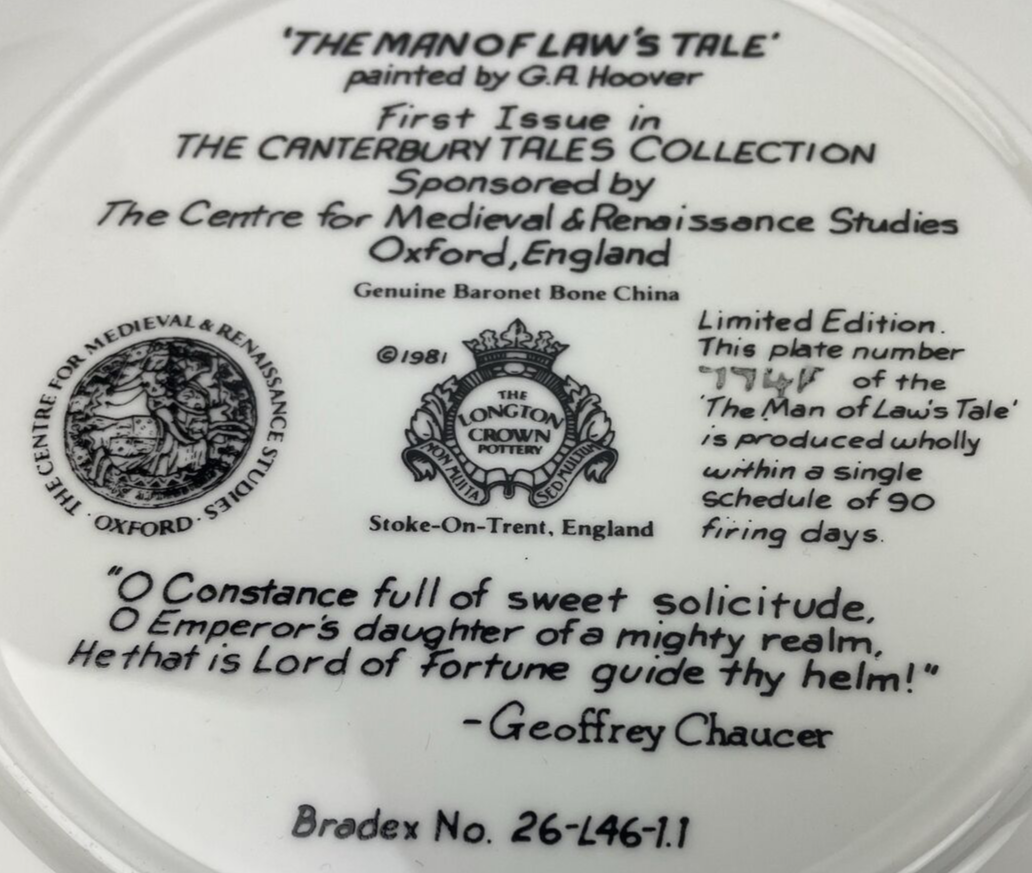 'THE MAN OF LAW'S TALE'
painted by G.A. Hoover
First Issue in
THE CANTERBURY TALES COLLECTION
Sponsored by
The Centre for Medieval & Renaissance Studies
Oxford, England
Genuine Baronet Bone China
THE CENTRE FOR MEDIEVAL & RENAISSANCE STUDIES
· OXFORD ·
©1981
THE
LONGTON
CROWN
POTTERY
NON MULTA SED MULTUM
Stoke-On-Trent, England
Limited Edition.
This plate number
of the
'The Man of Law's Tale'
is produced wholly
within a single
schedule of 90
firing days.
"O Constance full of sweet solicitude,
O Emperor's daughter of a mighty realm,
He that is Lord of Fortune guide thy helm!"
-Geoffrey Chaucer
Bradex No. 26-L46-1.1